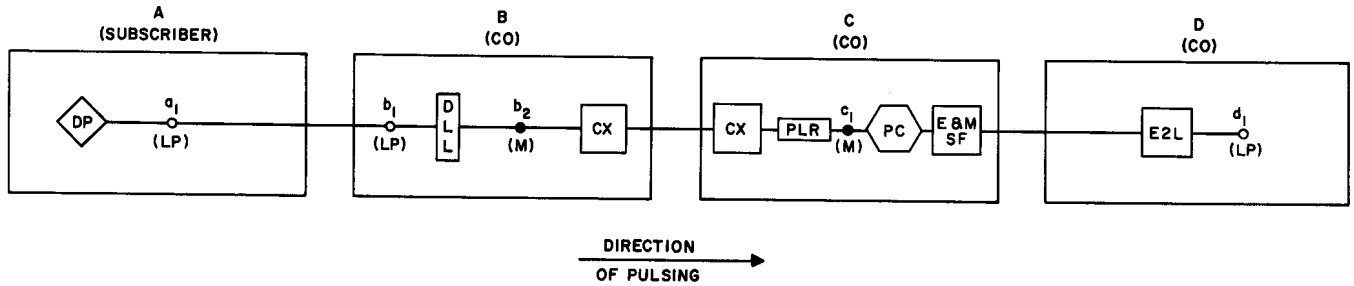 A
(SUBSCRIBER)
B
(CO)
C
(CO)
D
(CO)
DP
a1
(LP)
b1
(LP)
D
L
L
b2
(M)
CX
CX
PLR
c1
(M)
PC
E&M
SF
E2L
d1
(LP)
DIRECTION
OF PULSING